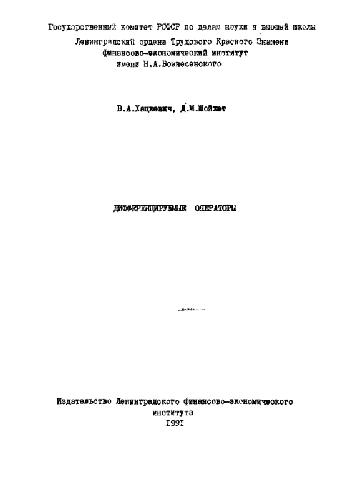 Государственный комитет РСФСР по делам науки и высшей школы
Ленинградский ордена Трудового Красного Знамени
финансово-экономический институт
имени Н.А.Вознесенского
В.А.Хацкевич, Д.М.Шойхет
ДИФФЕРЕНЦИРУЕМЫЕ ОПЕРАТОРЫ
Издательство Ленинградского финансово-экономического
института
1991